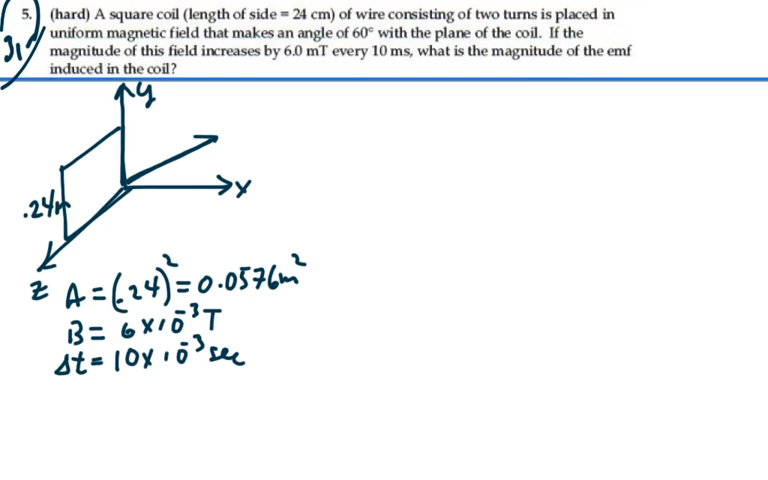 5. (hard) A square coil (length of side = 24 cm) of wire consisting of two turns is placed in
uniform magnetic field that makes an angle of 60° with the plane of the coil. If the
magnitude of this field increases by 6.0 mT every 10 ms, what is the magnitude of the emf
induced in the coil?
y
x
.24m
z
A = (.24)² = 0.0576m²
B = 6 x 10⁻³ T
Δt = 10 x 10⁻³ sec